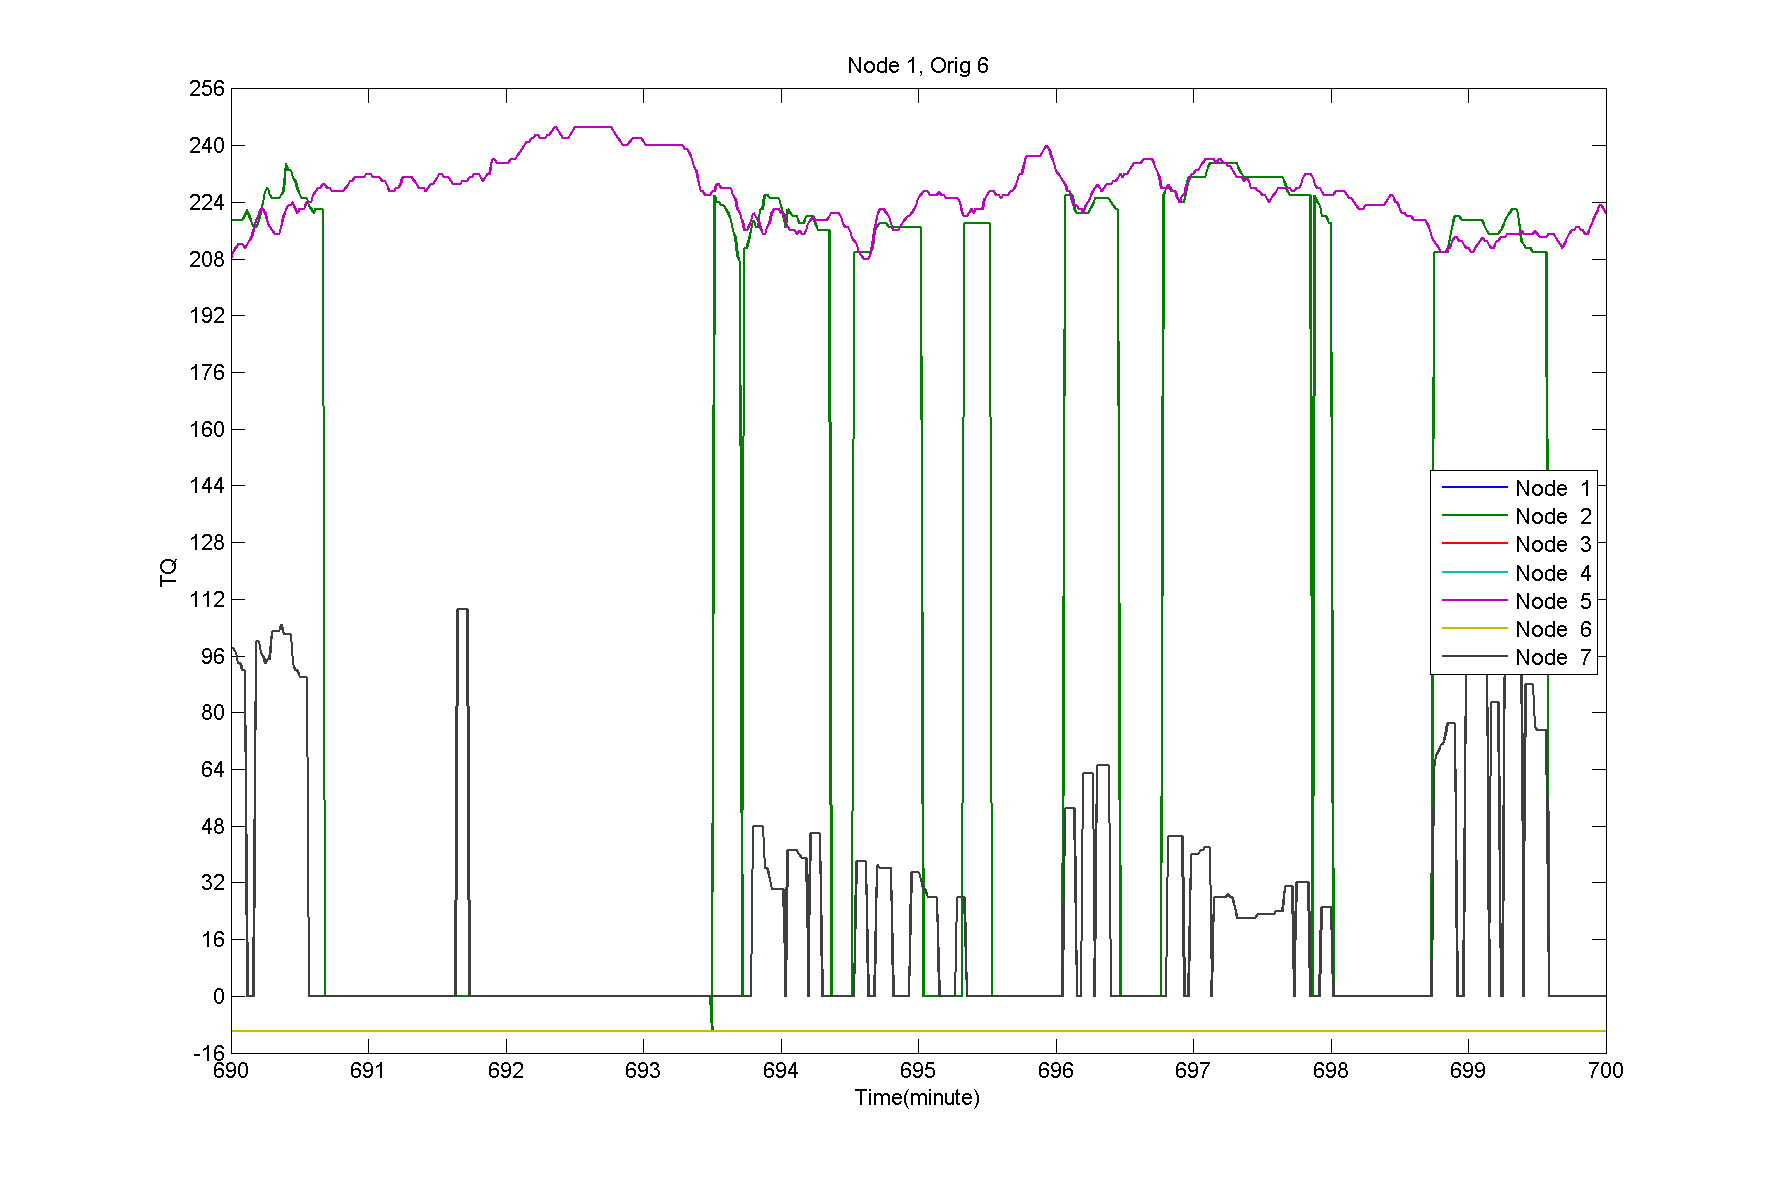 Node 1, Orig 6
256
240
224
208
192
176
160
144
128
112
96
80
64
48
32
16
0
-16
TQ
Node 1
Node 2
Node 3
Node 4
Node 5
Node 6
Node 7
690 691 692 693 694 695 696 697 698 699 700
Time(minute)